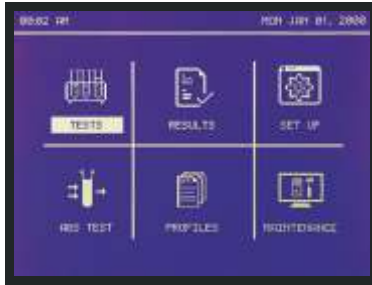 00:02 AM MON JAN 01, 2000
TESTS RESULTS SET UP
ABS TEST PROFILES MAINTENANCE